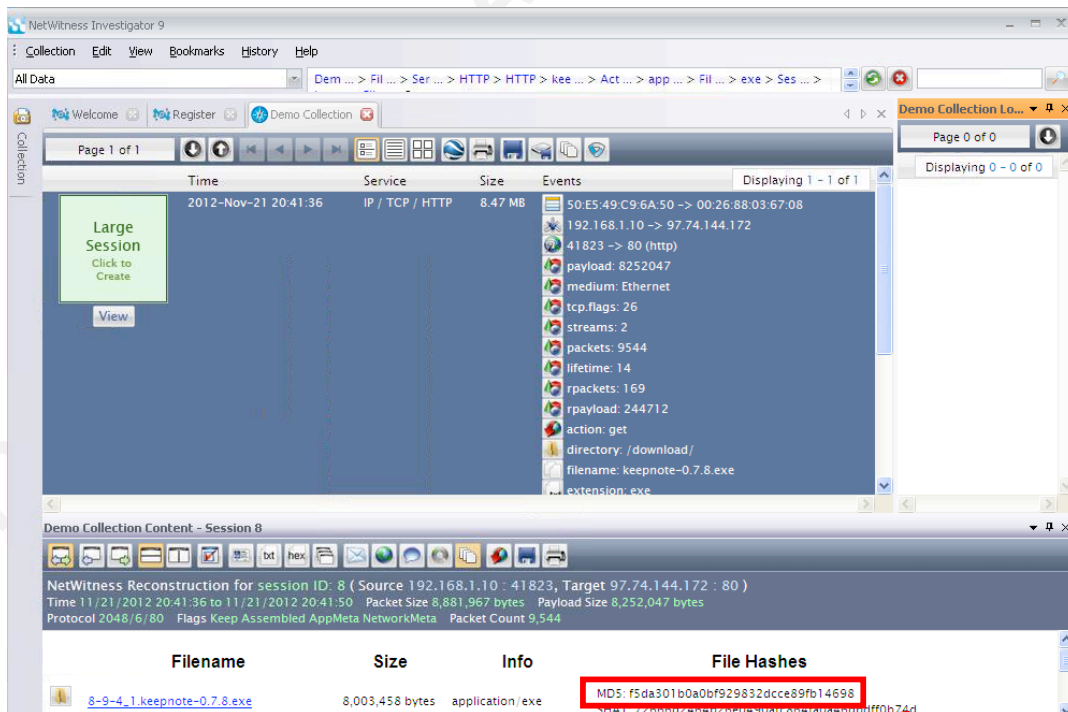 NetWitness Investigator 9
Collection Edit View Bookmarks History Help
All Data
Dem ... > Fil ... > Ser ... > HTTP > HTTP > kee ... > Act ... > app ... > Fil ... > exe > Ses ... >
Welcome Register Demo Collection
Demo Collection Lo...
Collection
Page 1 of 1
Page 0 of 0
Displaying 0 - 0 of 0
Time Service Size Events Displaying 1 - 1 of 1
Large
Session
Click to
Create
View
2012-Nov-21 20:41:36 IP / TCP / HTTP 8.47 MB
50:E5:49:C9:6A:50 -> 00:26:88:03:67:08
192.168.1.10 -> 97.74.144.172
41823 -> 80 (http)
payload: 8252047
medium: Ethernet
tcp.flags: 26
streams: 2
packets: 9544
lifetime: 14
rpackets: 169
rpayload: 244712
action: get
directory: /download/
filename: keepnote-0.7.8.exe
extension: exe
Demo Collection Content - Session 8
txt hex
NetWitness Reconstruction for session ID: 8 ( Source 192.168.1.10 : 41823, Target 97.74.144.172 : 80 )
Time 11/21/2012 20:41:36 to 11/21/2012 20:41:50 Packet Size 8,881,967 bytes Payload Size 8,252,047 bytes
Protocol 2048/6/80 Flags Keep Assembled AppMeta NetworkMeta Packet Count 9,544
Filename Size Info File Hashes
8-9-4_1.keepnote-0.7.8.exe 8,003,458 bytes application/exe MD5: f5da301b0a0bf929832dcce89fb14698